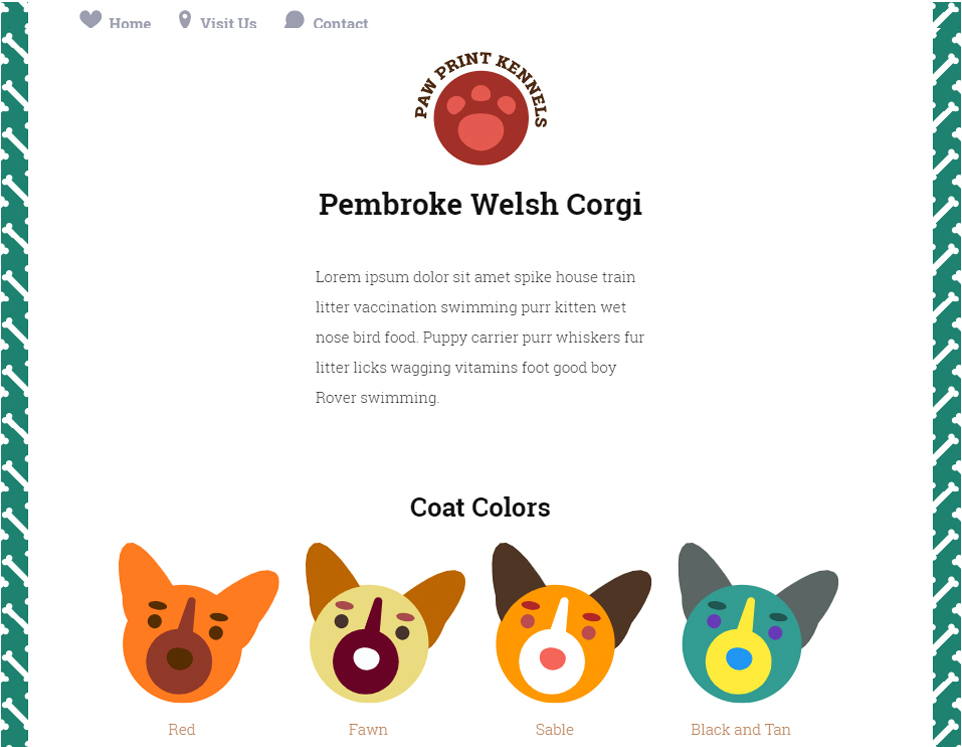 Home Visit Us Contact
PAW PRINT KENNELS
Pembroke Welsh Corgi
Lorem ipsum dolor sit amet spike house train
litter vaccination swimming purr kitten wet
nose bird food. Puppy carrier purr whiskers fur
litter licks wagging vitamins foot good boy
Rover swimming.
Coat Colors
Red Fawn Sable Black and Tan